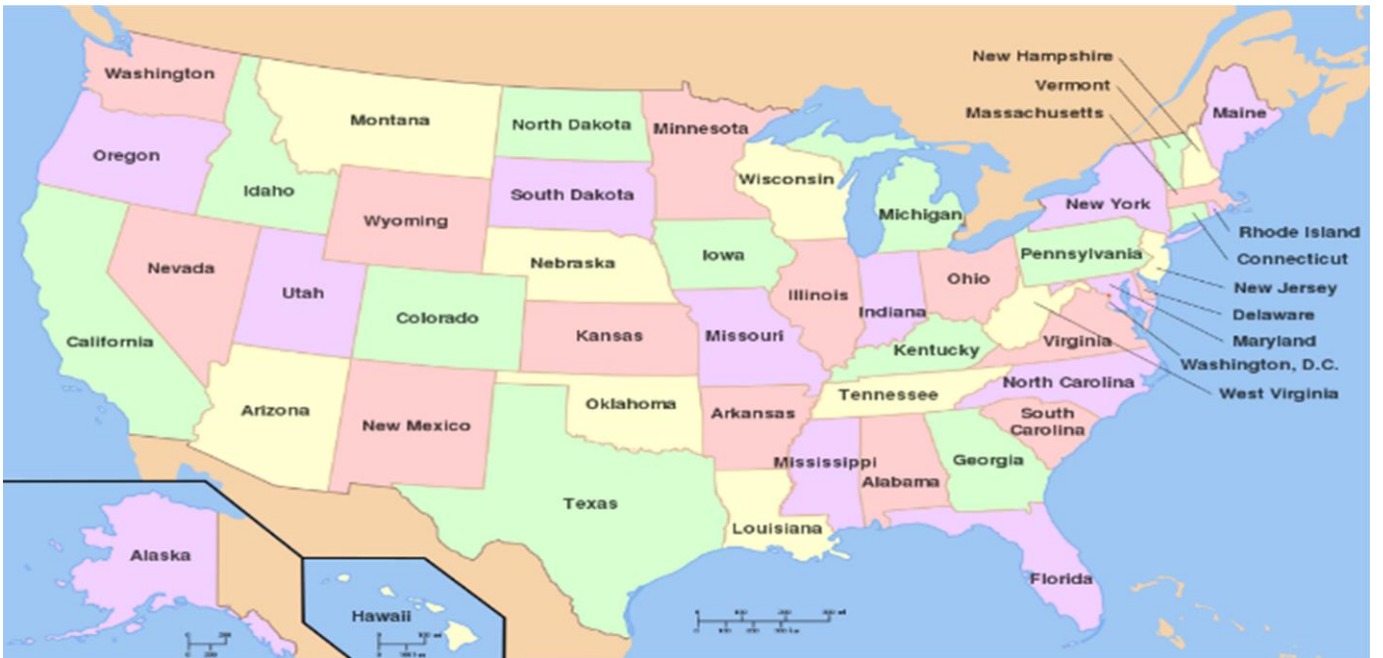 New Hampshire
Vermont
Massachusetts
Washington
Montana
North Dakota
Minnesota
Maine
Oregon
Idaho
South Dakota
Wisconsin
Michigan
New York
Wyoming
Rhode Island
Iowa
Pennsylvania
Connecticut
Nebraska
Nevada
Ohio
Utah
Illinois
New Jersey
Indiana
Colorado
Delaware
Kansas
Missouri
California
Virginia
Maryland
Kentucky
Washington, D.C.
North Carolina
West Virginia
Tennessee
Oklahoma
Arizona
Arkansas
South
Carolina
New Mexico
Georgia
Mississippi
Alabama
Texas
Louisiana
Alaska
Florida
Hawaii